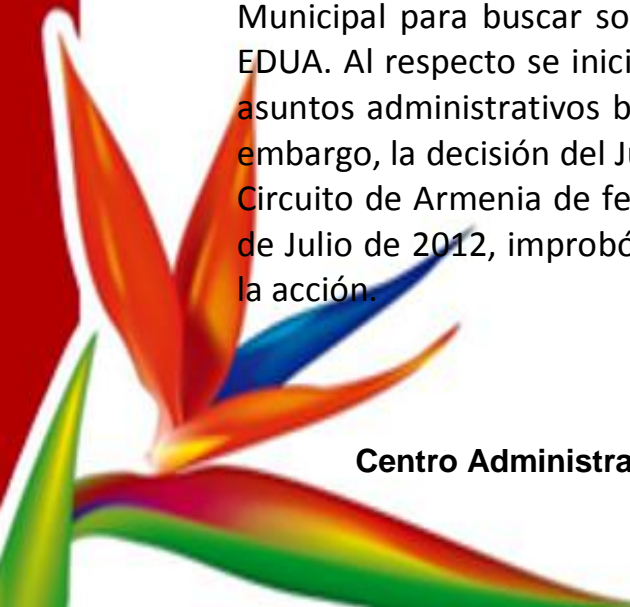 Municipal para buscar so
EDUA. Al respecto se inici
asuntos administrativos b
embargo, la decisión del J
Circuito de Armenia de fe
de Julio de 2012, improbó
la acción.
Centro Administra